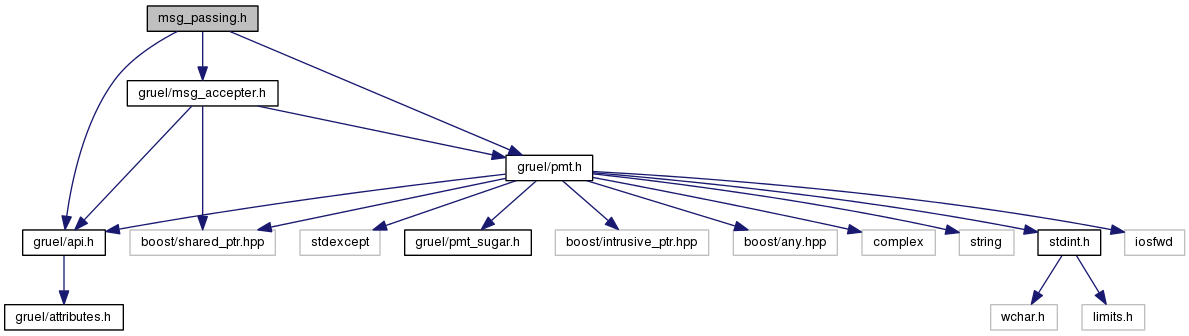 msg_passing.h
gruel/msg_accepter.h
gruel/pmt.h
gruel/api.h
boost/shared_ptr.hpp
stdexcept
gruel/pmt_sugar.h
boost/intrusive_ptr.hpp
boost/any.hpp
complex
string
stdint.h
iosfwd
gruel/attributes.h
wchar.h
limits.h